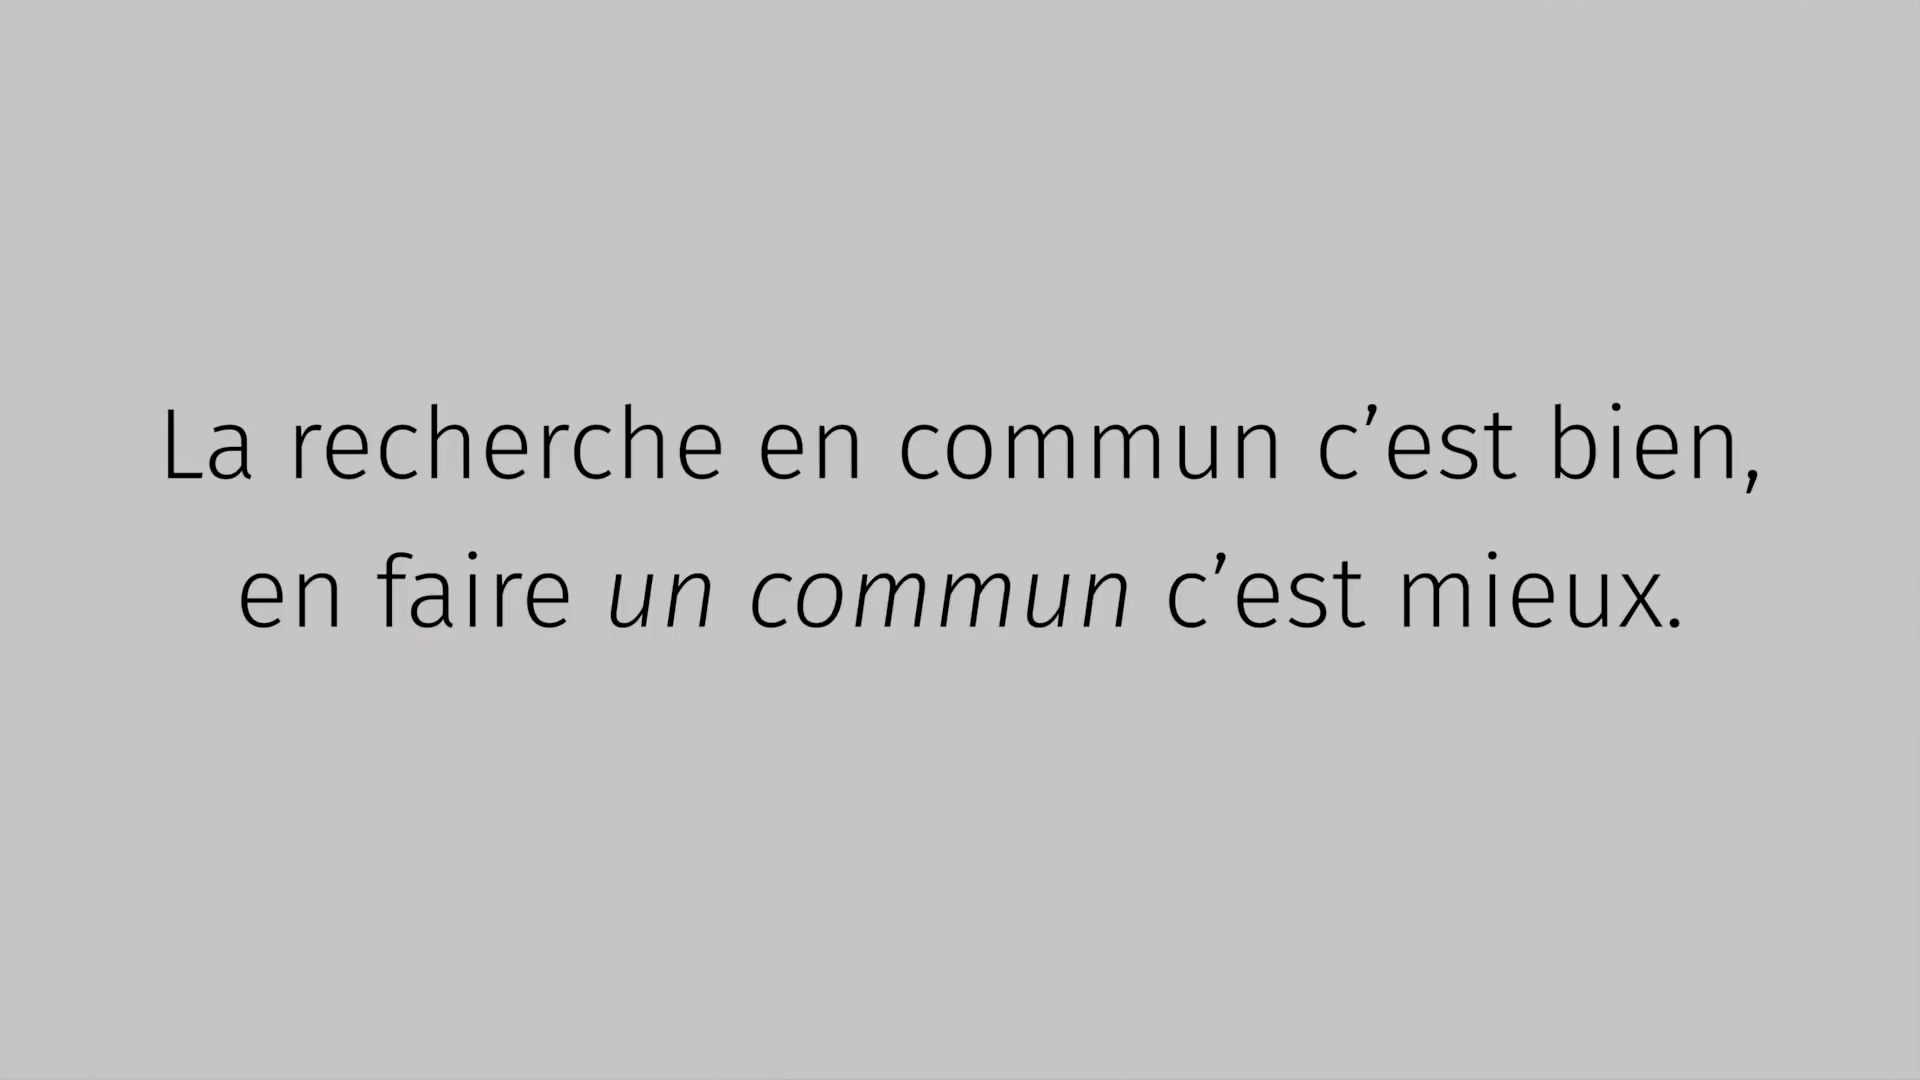 La recherche en commun c’est bien,
en faire un commun c’est mieux.